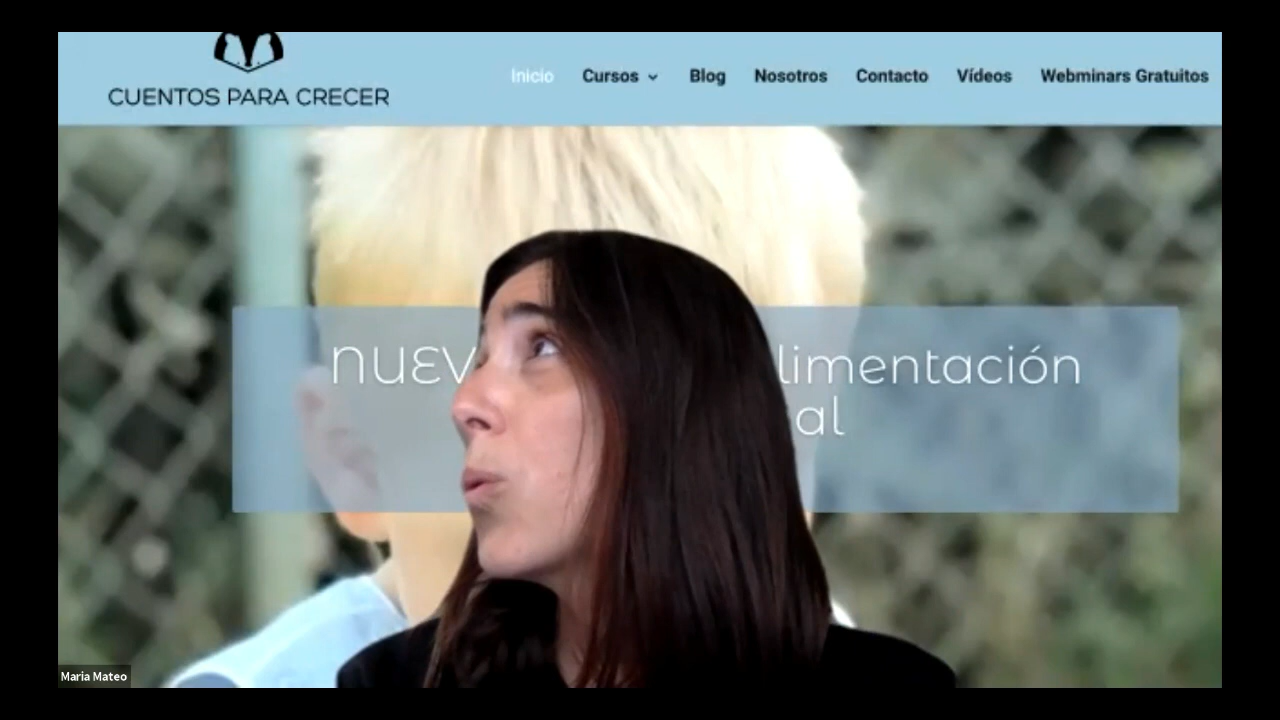 CUENTOS PARA CRECER
Inicio Cursos Blog Nosotros Contacto Vídeos Webminars Gratuitos
limentación
al
Maria Mateo